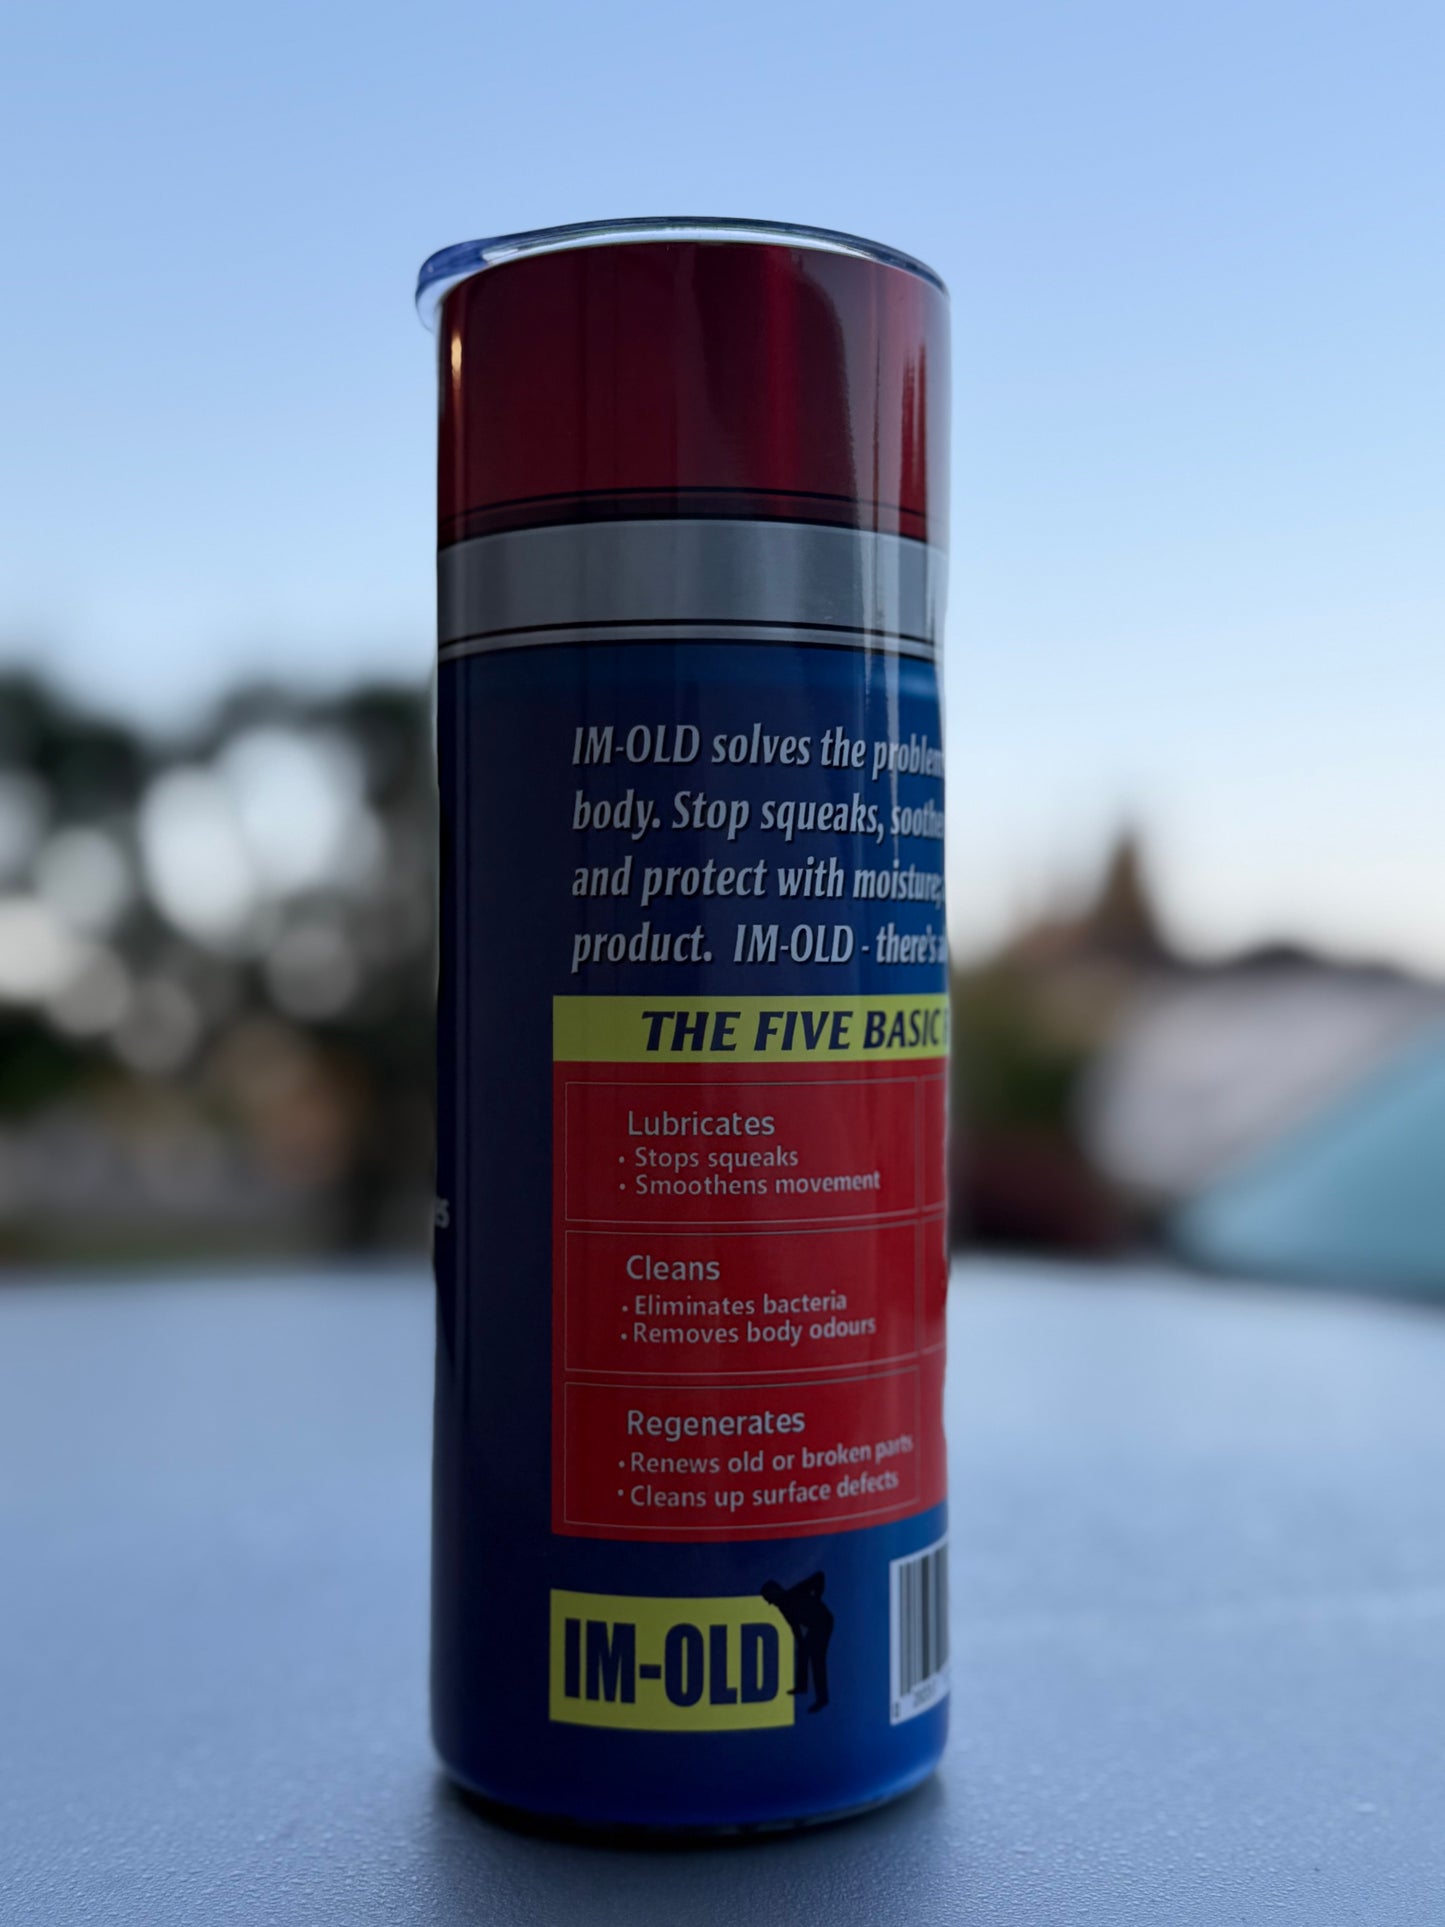 IM-OLD solves the
body. Stop squeaks,
and protect with moisture,
product. IM-OLD - there's
THE FIVE BASIC
Lubricates
• Stops squeaks
• Smoothens movement
Cleans
• Eliminates bacteria
• Removes body odours
Regenerates
• Renews old or broken parts
• Cleans up surface defects
IM-OLD